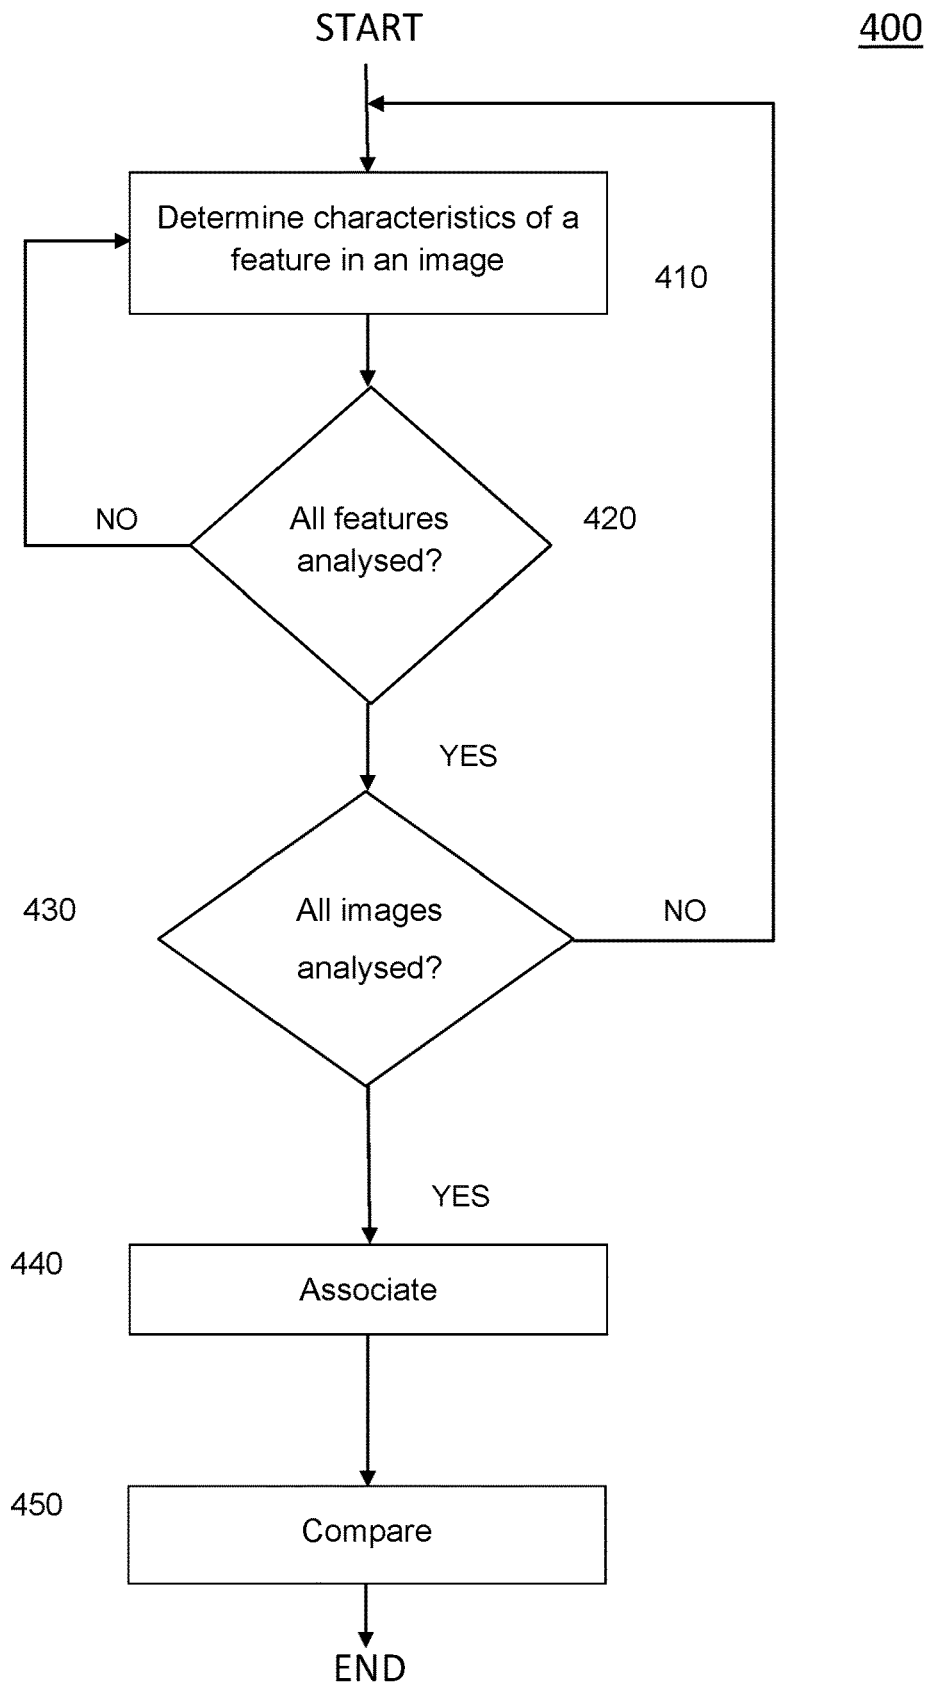 START
400
Determine characteristics of a
feature in an image
410
NO
All features
analysed?
420
YES
430
All images
analysed?
NO
YES
440
Associate
450
Compare
END